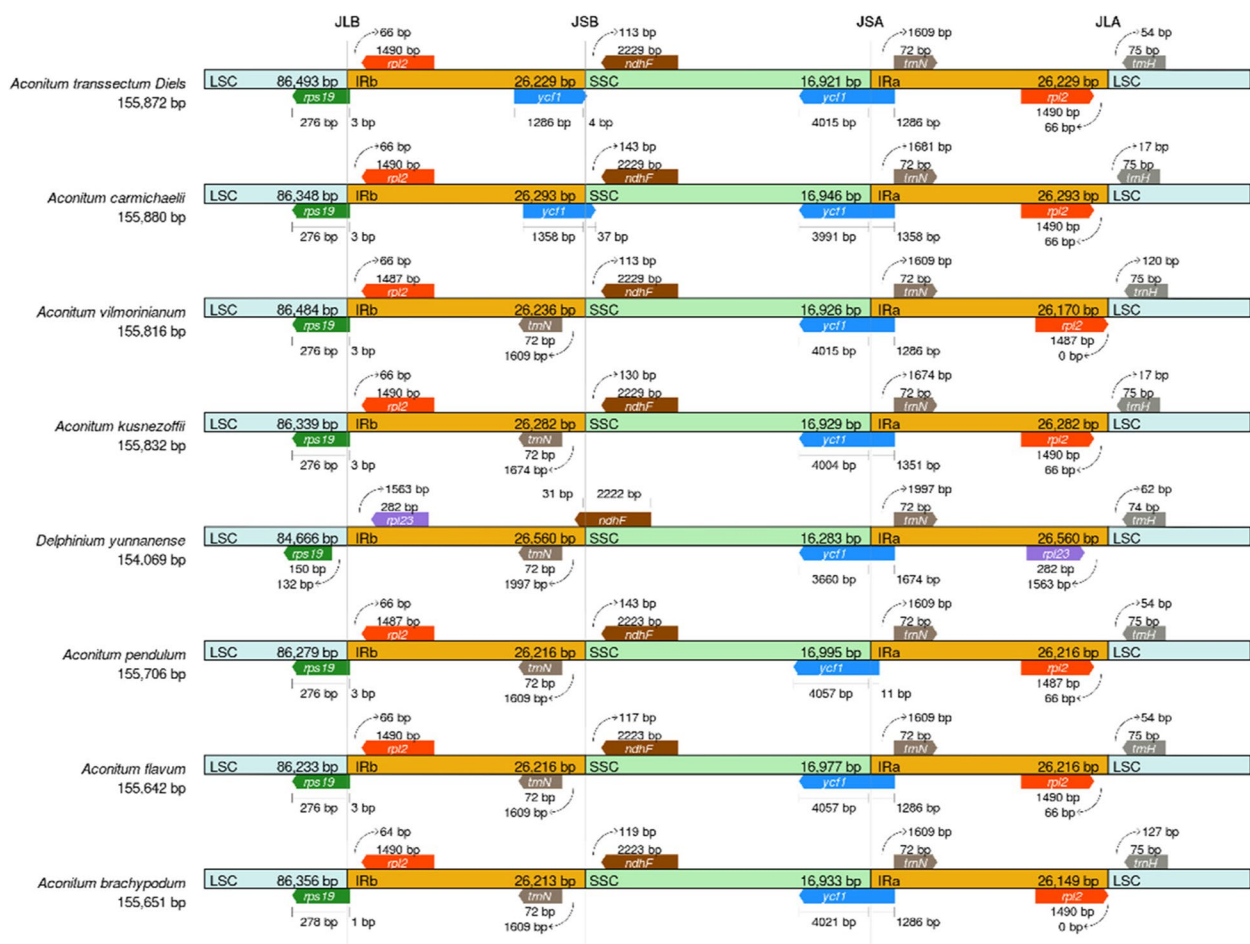 JLB JSB JSA JLA
66 bp 113 bp 1609 bp 54 bp
1490 bp 2229 bp 72 bp 75 bp
rpl2 ndhF trnN trnH
Aconitum transsectum Diels LSC 86,493 bp IRb 26,229 bp SSC 16,921 bp IRa 26,229 bp LSC
155,872 bp rps19 ycf1 ycf1 rpl2
276 bp 3 bp 1286 bp 4 bp 4015 bp 1286 bp 1490 bp
66 bp
66 bp 143 bp 1681 bp 17 bp
1490 bp 2229 bp 72 bp 75 bp
rpl2 ndhF trnN trnH
Aconitum carmichaelii LSC 86,348 bp IRb 26,293 bp SSC 16,946 bp IRa 26,293 bp LSC
155,880 bp rps19 ycf1 ycf1 rpl2
276 bp 3 bp 1358 bp 37 bp 3991 bp 1358 bp 1490 bp
66 bp
66 bp 113 bp 1609 bp 120 bp
1487 bp 2229 bp 72 bp 75 bp
rpl2 ndhF trnN trnH
Aconitum vilmorinianum LSC 86,484 bp IRb 26,236 bp SSC 16,926 bp IRa 26,170 bp LSC
155,816 bp rps19 trnN ycf1 rpl2
276 bp 3 bp 72 bp 4015 bp 1286 bp 1487 bp
1609 bp 0 bp
66 bp 130 bp 1674 bp 17 bp
1490 bp 2229 bp 72 bp 75 bp
rpl2 ndhF trnN trnH
Aconitum kusnezoffii LSC 86,339 bp IRb 26,282 bp SSC 16,929 bp IRa 26,282 bp LSC
155,832 bp rps19 trnN ycf1 rpl2
276 bp 3 bp 72 bp 4004 bp 1351 bp 1490 bp
1674 bp 66 bp
1563 bp 31 bp 2222 bp 1997 bp 62 bp
282 bp 72 bp 74 bp
rpl23 ndhF trnN trnH
Delphinium yunnanense LSC 84,666 bp IRb 26,560 bp SSC 16,283 bp IRa 26,560 bp LSC
154,069 bp rps19 trnN ycf1 rpl23
150 bp 72 bp 3660 bp 1674 bp 282 bp
132 bp 1997 bp 1563 bp
66 bp 143 bp 1609 bp 54 bp
1487 bp 2223 bp 72 bp 75 bp
rpl2 ndhF trnN trnH
Aconitum pendulum LSC 86,279 bp IRb 26,216 bp SSC 16,995 bp IRa 26,216 bp LSC
155,706 bp rps19 trnN ycf1 rpl2
276 bp 3 bp 72 bp 4057 bp 11 bp 1487 bp
1609 bp 66 bp
66 bp 117 bp 1609 bp 54 bp
1490 bp 2223 bp 72 bp 75 bp
rpl2 ndhF trnN trnH
Aconitum flavum LSC 86,233 bp IRb 26,216 bp SSC 16,977 bp IRa 26,216 bp LSC
155,642 bp rps19 trnN ycf1 rpl2
276 bp 3 bp 72 bp 4057 bp 1286 bp 1490 bp
1609 bp 66 bp
64 bp 119 bp 1609 bp 127 bp
1490 bp 2223 bp 72 bp 75 bp
rpl2 ndhF trnN trnH
Aconitum brachypodum LSC 86,356 bp IRb 26,213 bp SSC 16,933 bp IRa 26,149 bp LSC
155,651 bp rps19 trnN ycf1 rpl2
278 bp 1 bp 72 bp 4021 bp 1286 bp 1490 bp
1609 bp 0 bp